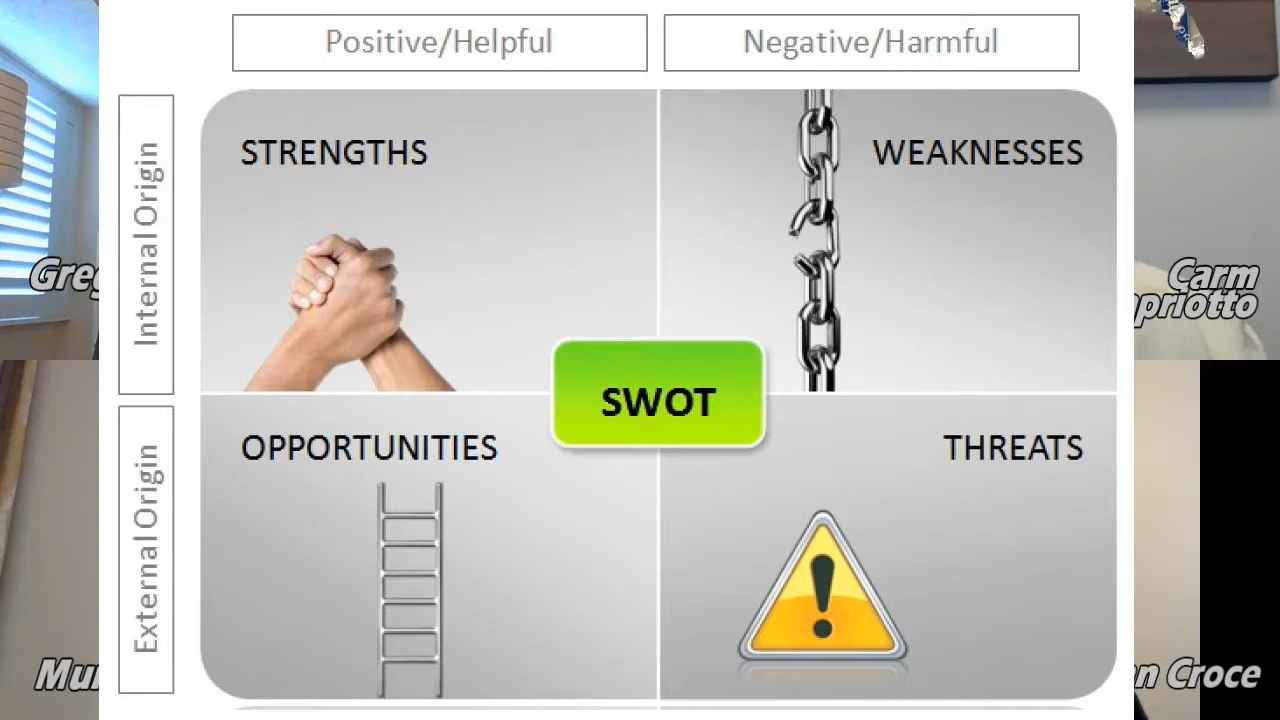 Positive/Helpful
Negative/Harmful
Internal Origin
STRENGTHS
WEAKNESSES
SWOT
External Origin
OPPORTUNITIES
THREATS
Carm
Croce